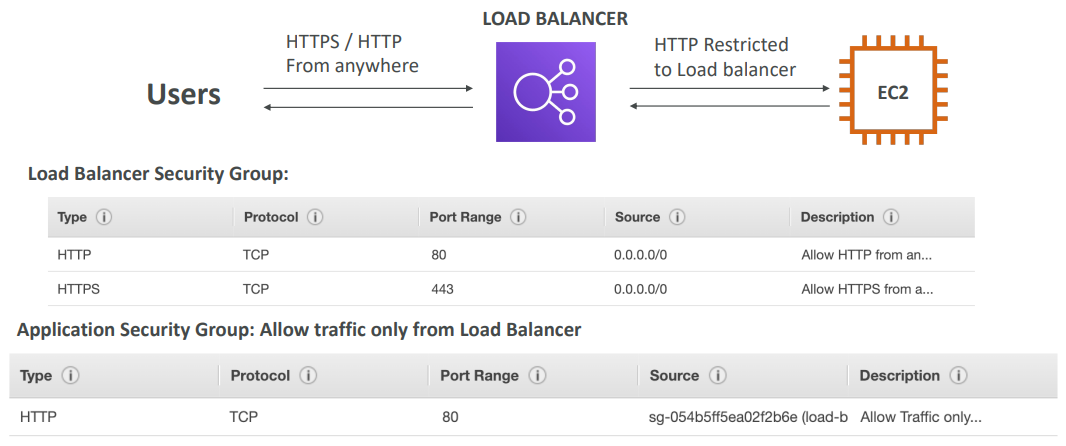 LOAD BALANCER
HTTPS / HTTP
From anywhere
HTTP Restricted
to Load balancer
Users
EC2
Load Balancer Security Group:
Type Protocol Port Range Source Description
HTTP TCP 80 0.0.0.0/0 Allow HTTP from an...
HTTPS TCP 443 0.0.0.0/0 Allow HTTPS from a...
Application Security Group: Allow traffic only from Load Balancer
Type Protocol Port Range Source Description
HTTP TCP 80 sg-054b5ff5ea02f2b6e (load-b Allow Traffic only...